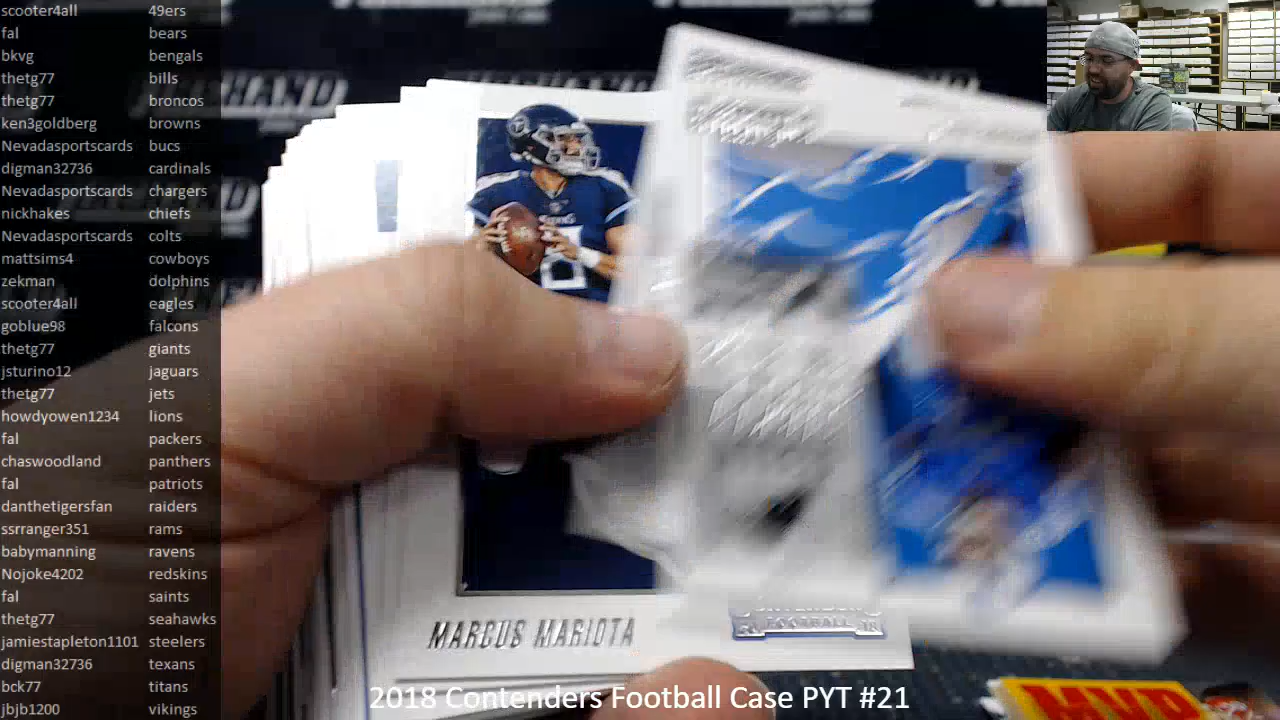 scooter4all 49ers
fal bears
bkvg bengals
thetg77 bills
thetg77 broncos
ken3goldberg browns
Nevadasportscards bucs
digman32736 cardinals
Nevadasportscards chargers
nickhakes chiefs
Nevadasportscards colts
mattsims4 cowboys
zekman dolphins
scooter4all eagles
goblue98 falcons
thetg77 giants
jsturino12 jaguars
thetg77 jets
howdyowen1234 lions
fal packers
chaswoodland panthers
fal patriots
danthetigersfan raiders
ssrranger351 rams
babymanning ravens
Nojoke4202 redskins
fal saints
thetg77 seahawks
jamiestapleton1101 steelers
digman32736 texans
bck77 titans
jbjb1200 vikings
MARCUS MARIOTA
FOOTBALL
MVP
2018 Contenders Football Case PYT #21